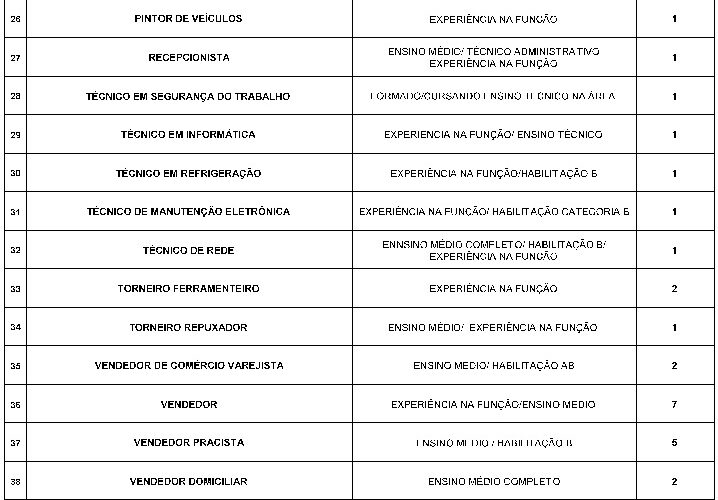 26 PINTOR DE VEÍCULOS EXPERIÊNCIA NA FUNÇÃO 1
27 RECEPCIONISTA ENSINO MÉDIO/ TÉCNICO ADMINISTRATIVO
EXPERIÊNCIA NA FUNÇÃO 1
28 TÉCNICO EM SEGURANÇA DO TRABALHO FORMADO/CURSANDO ENSINO TÉCNICO NA ÁREA 1
29 TÉCNICO EM INFORMÁTICA EXPERIENCIA NA FUNÇÃO/ ENSINO TÉCNICO 1
30 TÉCNICO EM REFRIGERAÇÃO EXPERIÊNCIA NA FUNÇÃO/HABILITAÇÃO B 1
31 TÉCNICO DE MANUTENÇÃO ELETRÔNICA EXPERIÊNCIA NA FUNÇÃO/ HABILITAÇÃO CATEGORIA B 1
32 TÉCNICO DE REDE ENNSINO MÉDIO COMPLETO/ HABILITAÇÃO B/
EXPERIÊNCIA NA FUNÇÃO 1
33 TORNEIRO FERRAMENTEIRO EXPERIÊNCIA NA FUNÇÃO 2
34 TORNEIRO REPUXADOR ENSINO MÉDIO/ EXPERIÊNCIA NA FUNÇÃO 1
35 VENDEDOR DE COMÉRCIO VAREJISTA ENSINO MEDIO/ HABILITAÇÃO AB 2
36 VENDEDOR EXPERIÊNCIA NA FUNÇÃO/ENSINO MEDIO 7
37 VENDEDOR PRACISTA ENSINO MEDIO / HABILITAÇÃO B 5
38 VENDEDOR DOMICILIAR ENSINO MÉDIO COMPLETO 2